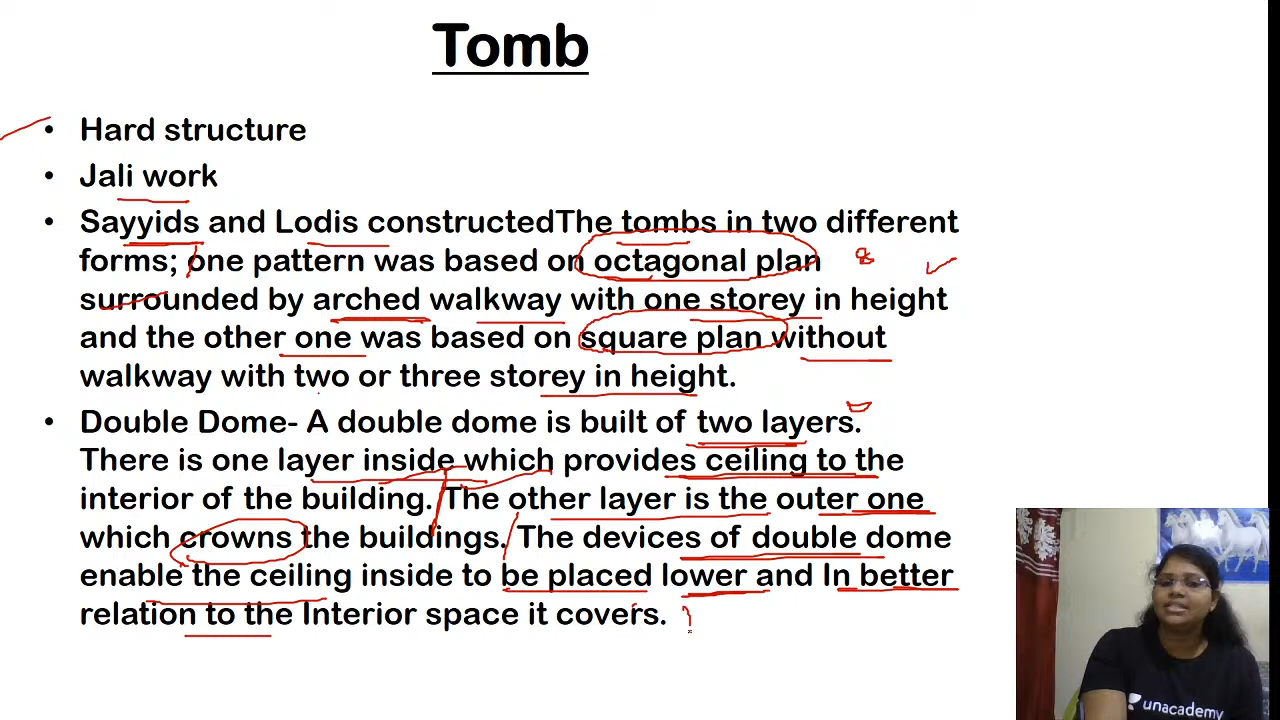 Tomb
• Hard structure
• Jali work
• Sayyids and Lodis constructedThe tombs in two different
forms; one pattern was based on octagonal plan 8
surrounded by arched walkway with one storey in height
and the other one was based on square plan without
walkway with two or three storey in height.
• Double Dome- A double dome is built of two layers.
There is one layer inside which provides ceiling to the
interior of the building. The other layer is the outer one
which crowns the buildings. The devices of double dome
enable the ceiling inside to be placed lower and In better
relation to the Interior space it covers.
unacademy